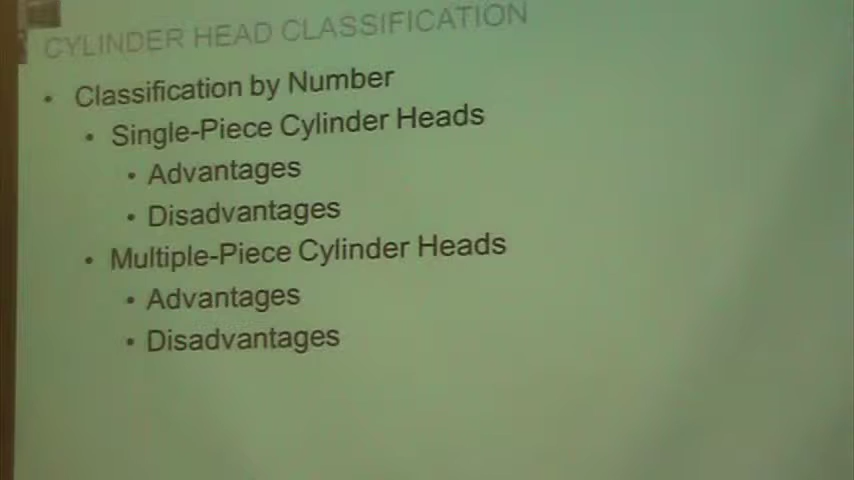 CYLINDER HEAD CLASSIFICATION
• Classification by Number
• Single-Piece Cylinder Heads
• Advantages
• Disadvantages
• Multiple-Piece Cylinder Heads
• Advantages
• Disadvantages